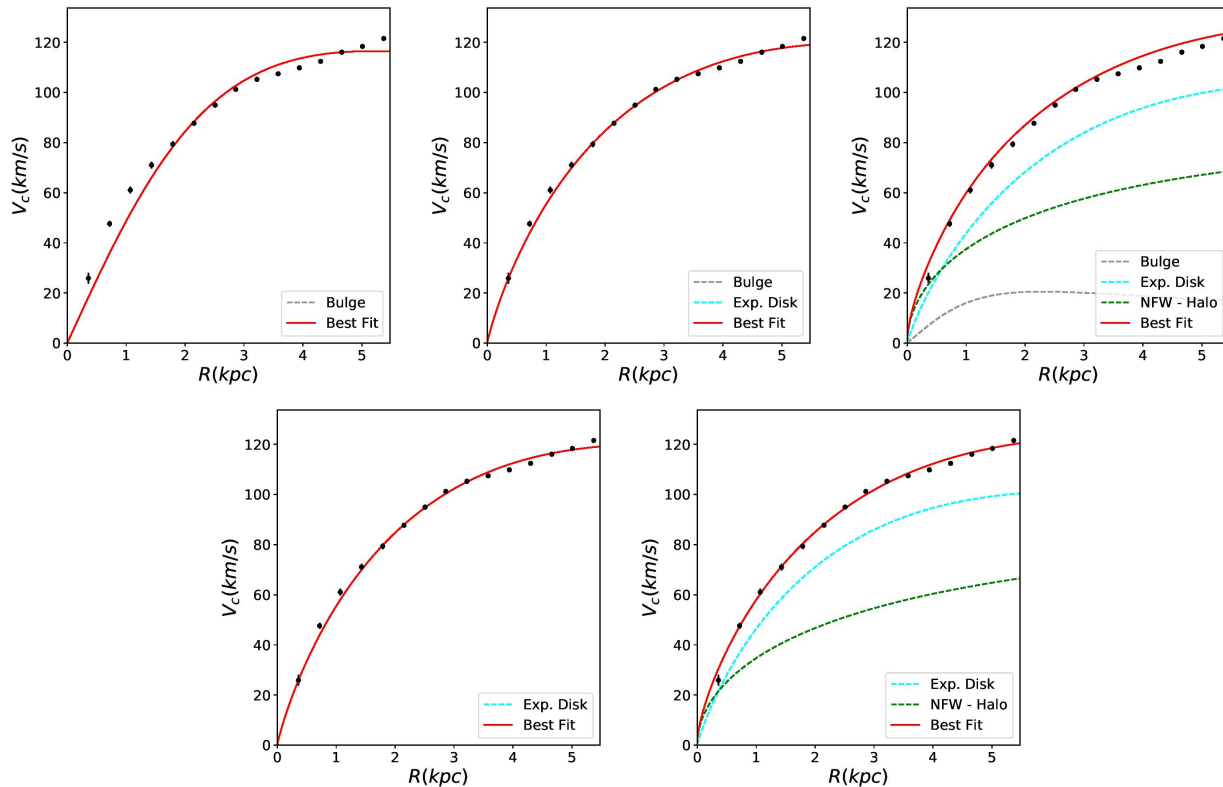 120
100
80
60
40
20
0
V_c(km/s)
0 1 2 3 4 5
R(kpc)
Bulge
Best Fit
120
100
80
60
40
20
0
V_c(km/s)
0 1 2 3 4 5
R(kpc)
Bulge
Exp. Disk
Best Fit
120
100
80
60
40
20
0
V_c(km/s)
0 1 2 3 4 5
R(kpc)
Bulge
Exp. Disk
NFW - Halo
Best Fit
120
100
80
60
40
20
0
V_c(km/s)
0 1 2 3 4 5
R(kpc)
Exp. Disk
Best Fit
120
100
80
60
40
20
0
V_c(km/s)
0 1 2 3 4 5
R(kpc)
Exp. Disk
NFW - Halo
Best Fit